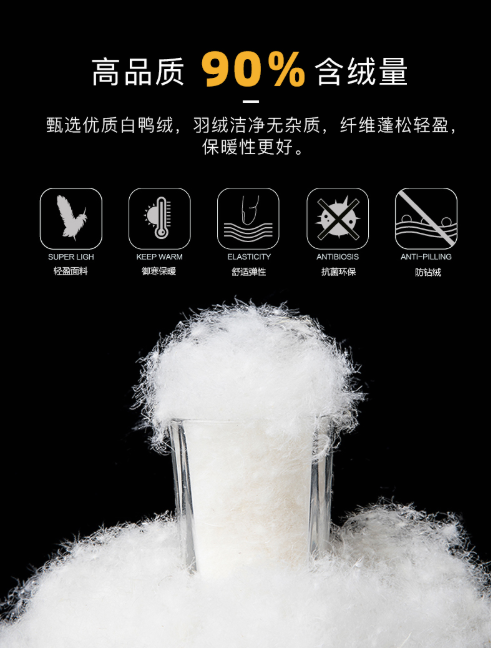 高品质 90% 含绒量
甄选优质白鸭绒，羽绒洁净无杂质，纤维蓬松轻盈，
保暖性更好。
SUPER LIGH KEEP WARM ELASTICITY ANTIBIOSIS ANTI-PILLING
轻盈面料 御寒保暖 舒适弹性 抗菌环保 防钻绒